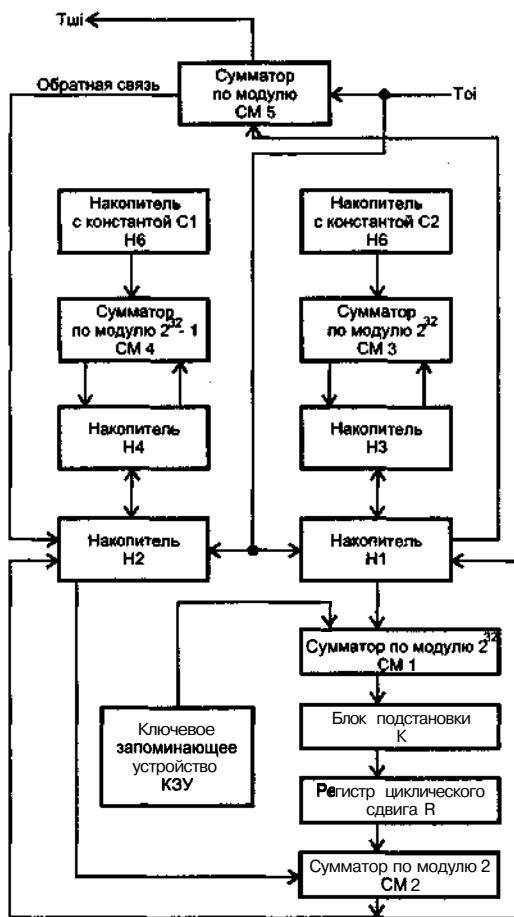 Тшi
Обратная связь
Сумматор
по модулю
СМ 5
Toi
Накопитель
с константой С1
Н6
Накопитель
с константой С2
Н6
Сумматор
по модулю 2³² - 1
СМ 4
Сумматор
по модулю 2³²
СМ 3
Накопитель
Н4
Накопитель
Н3
Накопитель
Н2
Накопитель
Н1
Сумматор по модулю 2³²
СМ 1
Ключевое
запоминающее
устройство
КЗУ
Блок подстановки
К
Регистр циклического
сдвига R
Сумматор по модулю 2
СМ 2